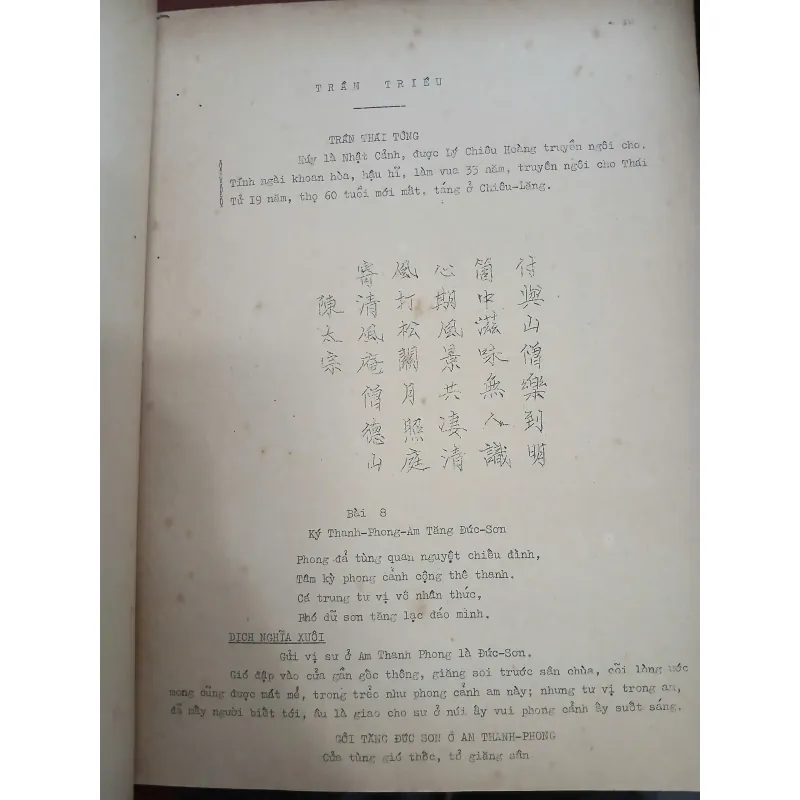 TRẦN TRIỀU
TRẦN THÁI TÔNG
Húy là Nhật Cảnh, được Lý Chiêu Hoàng truyền ngôi cho.
Tính ngài khoan hòa, hậu hĩ, làm vua 33 năm, truyền ngôi cho Thái
Tử 19 năm, thọ 60 tuổi mới mất, táng ở Chiêu-Lăng.
付與山僧樂到明
箇中滋味無人識
心期風景共凄清
風打松關月照庭
寄清風庵僧德山
陳太宗
Bài 8
Ký Thanh-Phong-Am Tăng Đức-Sơn
Phong đả tùng quan nguyệt chiếu đình,
Tâm kỳ phong cảnh cộng thê thanh.
Cá trung tư vị vô nhân thức,
Phó dữ sơn tăng lạc đáo minh.
DỊCH NGHĨA XUÔI
Gửi vị sư ở Am Thanh Phong là Đức-Sơn.
Gió đập vào cửa gần gốc thông, giăng soi trước sân chùa, cõi lòng ước
mong cũng được mát mẻ, trong trẻo như phong cảnh am này; nhưng tư vị trong am,
đã mấy người biết tới, âu là giao cho sư ở núi ấy vui phong cảnh ấy suốt sáng.
GỬI TĂNG ĐỨC SƠN Ở AM THANH-PHONG
Cửa tùng gió thốc, tỏ giăng sân